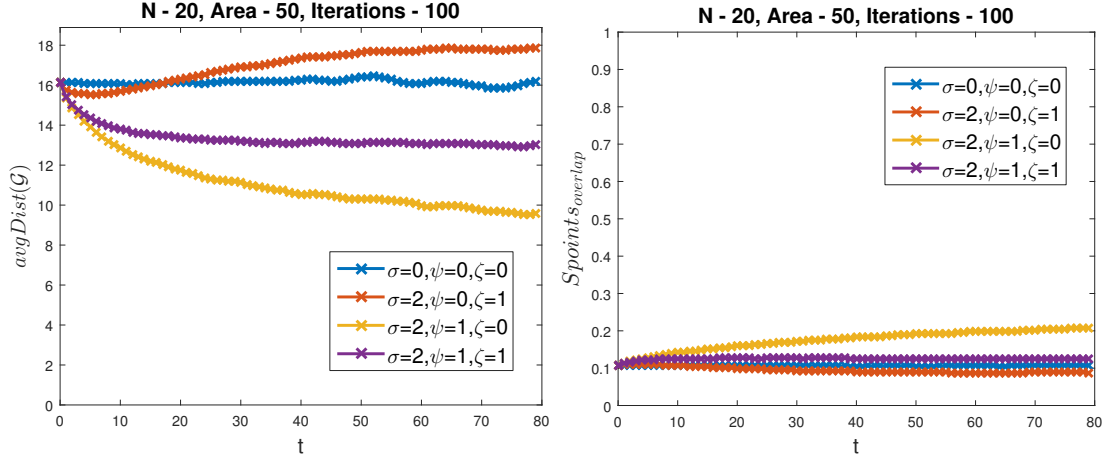 N - 20, Area - 50, Iterations - 100
avgDist(𝒢)
18
16
14
12
10
8
6
4
2
0
σ=0,ψ=0,ζ=0
σ=2,ψ=0,ζ=1
σ=2,ψ=1,ζ=0
σ=2,ψ=1,ζ=1
0 10 20 30 40 50 60 70 80
t
N - 20, Area - 50, Iterations - 100
Spoints_overlap
1
0.9
0.8
0.7
0.6
0.5
0.4
0.3
0.2
0.1
0
σ=0,ψ=0,ζ=0
σ=2,ψ=0,ζ=1
σ=2,ψ=1,ζ=0
σ=2,ψ=1,ζ=1
0 10 20 30 40 50 60 70 80
t